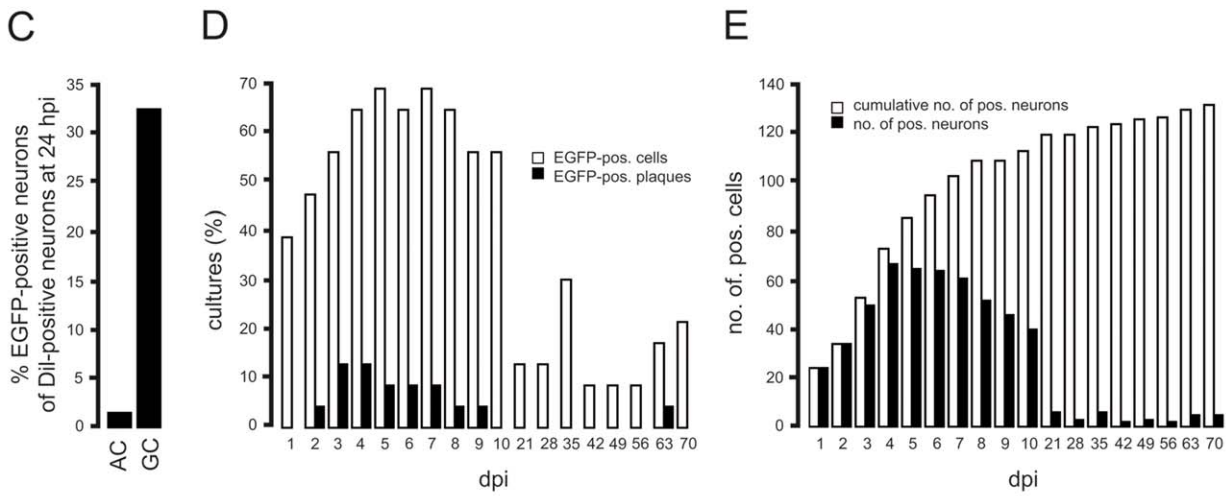 C
% EGFP-positive neurons
of DiI-positive neurons at 24 hpi
35
30
25
33
15
10
5
0
AC
GC
D
cultures (%)
70
60
50
40
30
20
10
0
EGFP-pos. cells
EGFP-pos. plaques
1 2 3 4 5 6 7 8 9 10 21 28 35 42 49 56 63 70
dpi
E
no. of. pos. cells
140
120
100
80
60
40
20
0
cumulative no. of pos. neurons
no. of pos. neurons
1 2 3 4 5 6 7 8 9 10 21 28 35 42 49 56 63 70
dpi